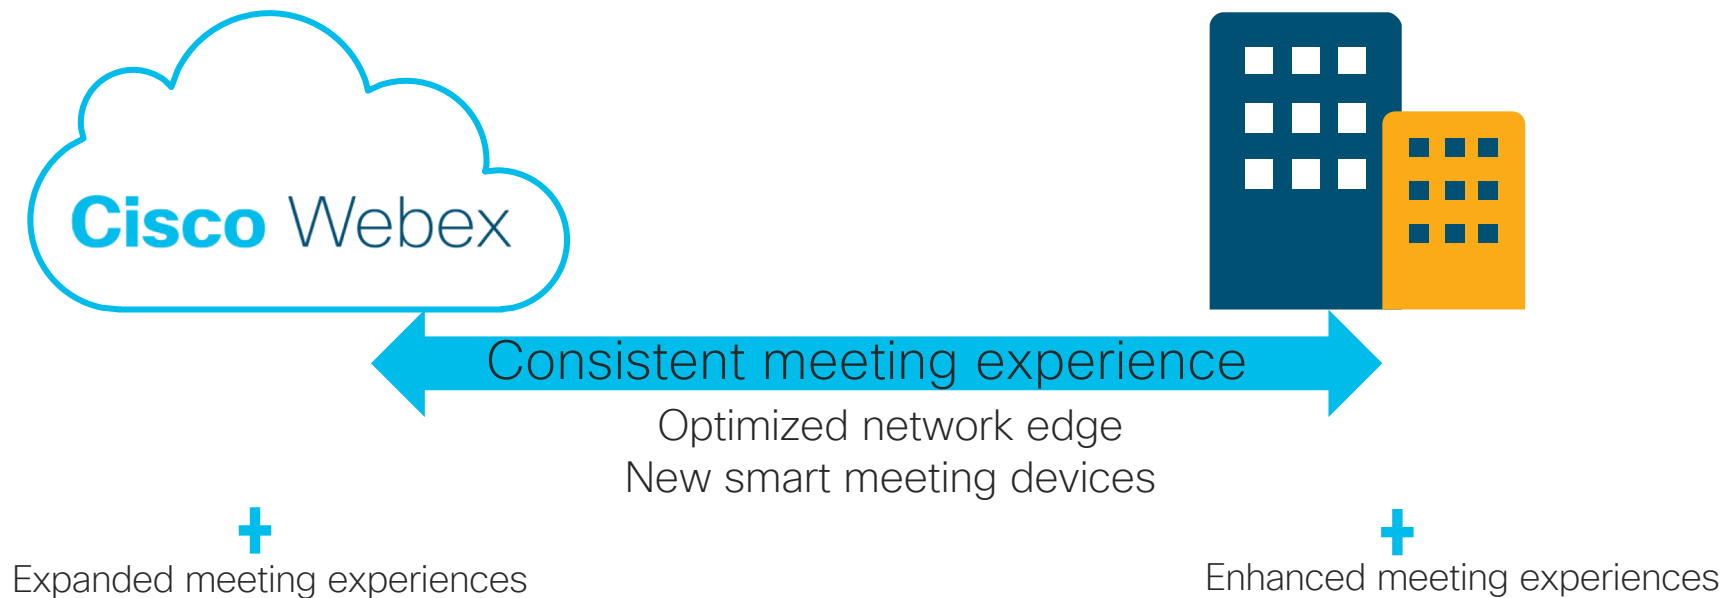 Cisco Webex
Consistent meeting experience
Optimized network edge
New smart meeting devices
Expanded meeting experiences
Enhanced meeting experiences